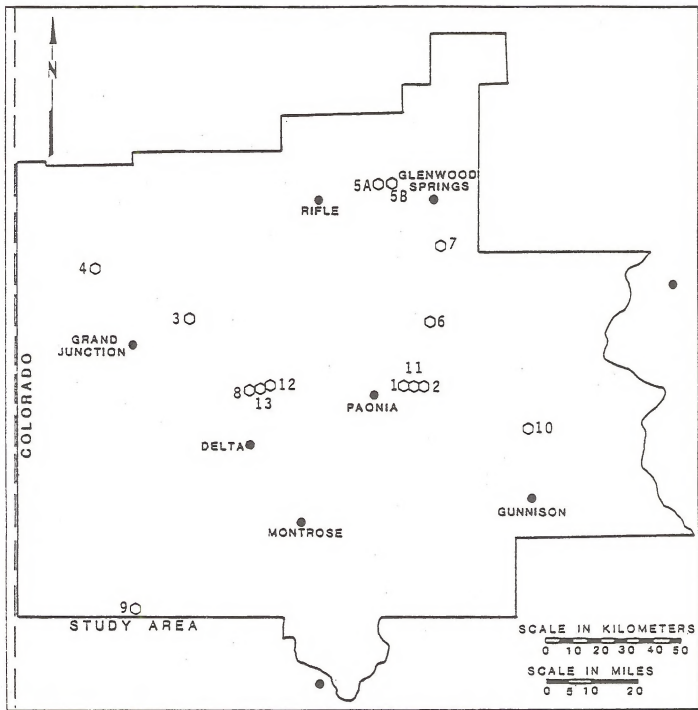 N
5A
5B
GLENWOOD
SPRINGS
RIFLE
7
4
3
6
GRAND
JUNCTION
11
8
12
1
2
13
PAONIA
COLORADO
DELTA
10
GUNNISON
MONTROSE
9
STUDY AREA
SCALE IN KILOMETERS
0 10 20 30 40 50
SCALE IN MILES
0 5 10 20